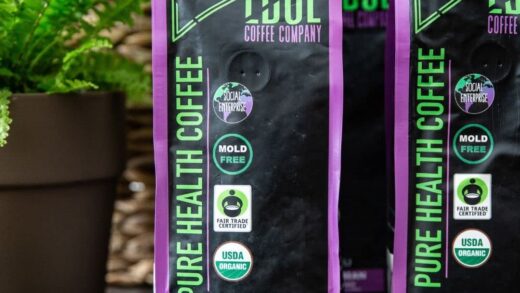 COFFEE COMPANY
PURE HEALTH COFFEE
SOCIAL
ENTERPRISE
MOLD
FREE
FAIR TRADE
CERTIFIED
USDA
ORGANIC
COMPANY
PURE HEALTH COFFEE
SOCIAL
ENTERPRISE
MOLD
FREE
FAIR TRADE
CERTIFIED
USDA
ORGANIC